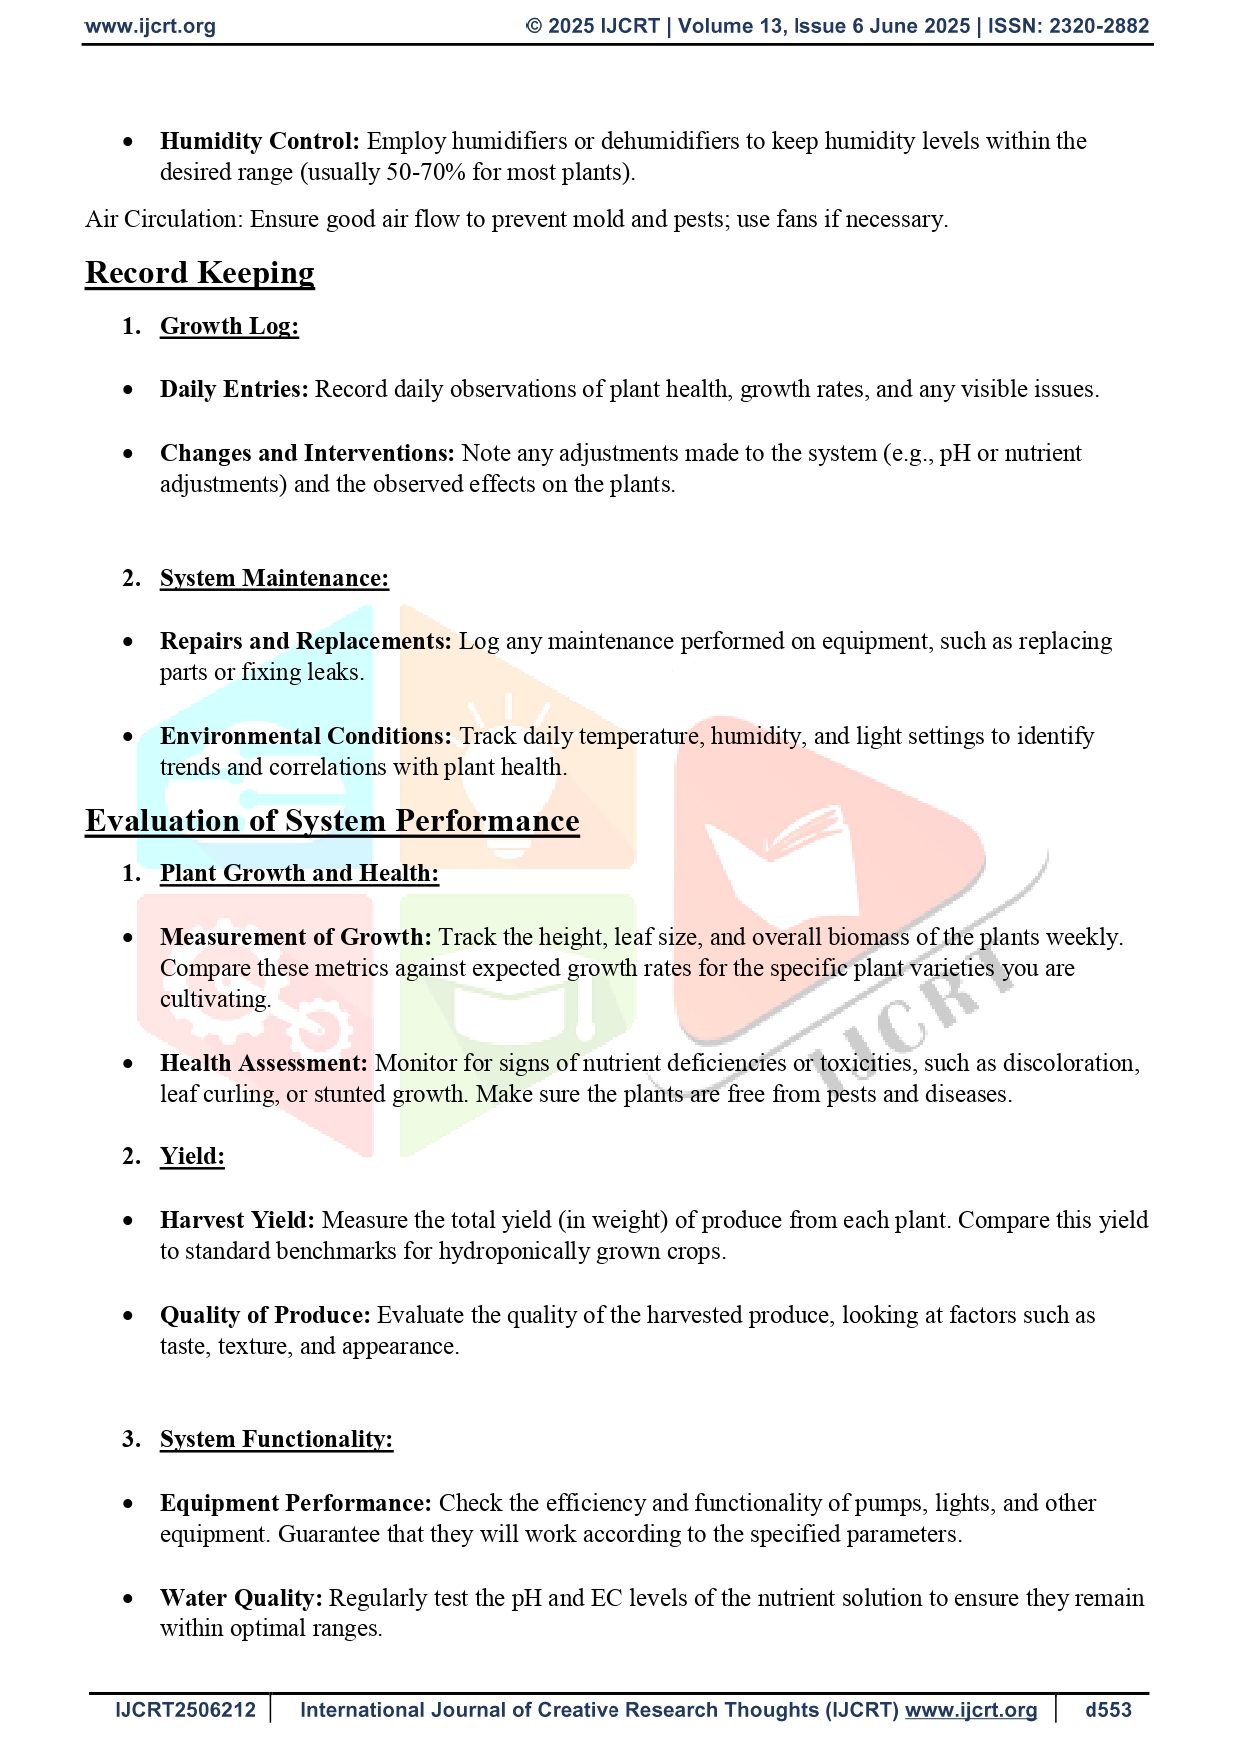 www.ijcrt.org © 2025 IJCRT | Volume 13, Issue 6 June 2025 | ISSN: 2320-2882
• Humidity Control: Employ humidifiers or dehumidifiers to keep humidity levels within the
desired range (usually 50-70% for most plants).
Air Circulation: Ensure good air flow to prevent mold and pests; use fans if necessary.
Record Keeping
1. Growth Log:
• Daily Entries: Record daily observations of plant health, growth rates, and any visible issues.
• Changes and Interventions: Note any adjustments made to the system (e.g., pH or nutrient
adjustments) and the observed effects on the plants.
2. System Maintenance:
• Repairs and Replacements: Log any maintenance performed on equipment, such as replacing
parts or fixing leaks.
• Environmental Conditions: Track daily temperature, humidity, and light settings to identify
trends and correlations with plant health.
Evaluation of System Performance
1. Plant Growth and Health:
• Measurement of Growth: Track the height, leaf size, and overall biomass of the plants weekly.
Compare these metrics against expected growth rates for the specific plant varieties you are
cultivating.
IJCRT
• Health Assessment: Monitor for signs of nutrient deficiencies or toxicities, such as discoloration,
leaf curling, or stunted growth. Make sure the plants are free from pests and diseases.
2. Yield:
• Harvest Yield: Measure the total yield (in weight) of produce from each plant. Compare this yield
to standard benchmarks for hydroponically grown crops.
• Quality of Produce: Evaluate the quality of the harvested produce, looking at factors such as
taste, texture, and appearance.
3. System Functionality:
• Equipment Performance: Check the efficiency and functionality of pumps, lights, and other
equipment. Guarantee that they will work according to the specified parameters.
• Water Quality: Regularly test the pH and EC levels of the nutrient solution to ensure they remain
within optimal ranges.
IJCRT2506212 International Journal of Creative Research Thoughts (IJCRT) www.ijcrt.org d553